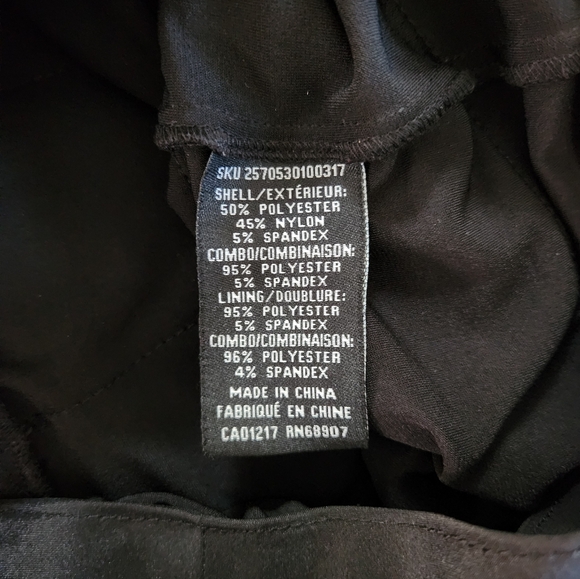 SKU 2570530100317
SHELL/EXTÉRIEUR:
50% POLYESTER
45% NYLON
5% SPANDEX
COMBO/COMBINAISON:
95% POLYESTER
5% SPANDEX
LINING/DOUBLURE:
95% POLYESTER
5% SPANDEX
COMBO/COMBINAISON:
96% POLYESTER
4% SPANDEX
MADE IN CHINA
FABRIQUÉ EN CHINE
CA01217 RN68907